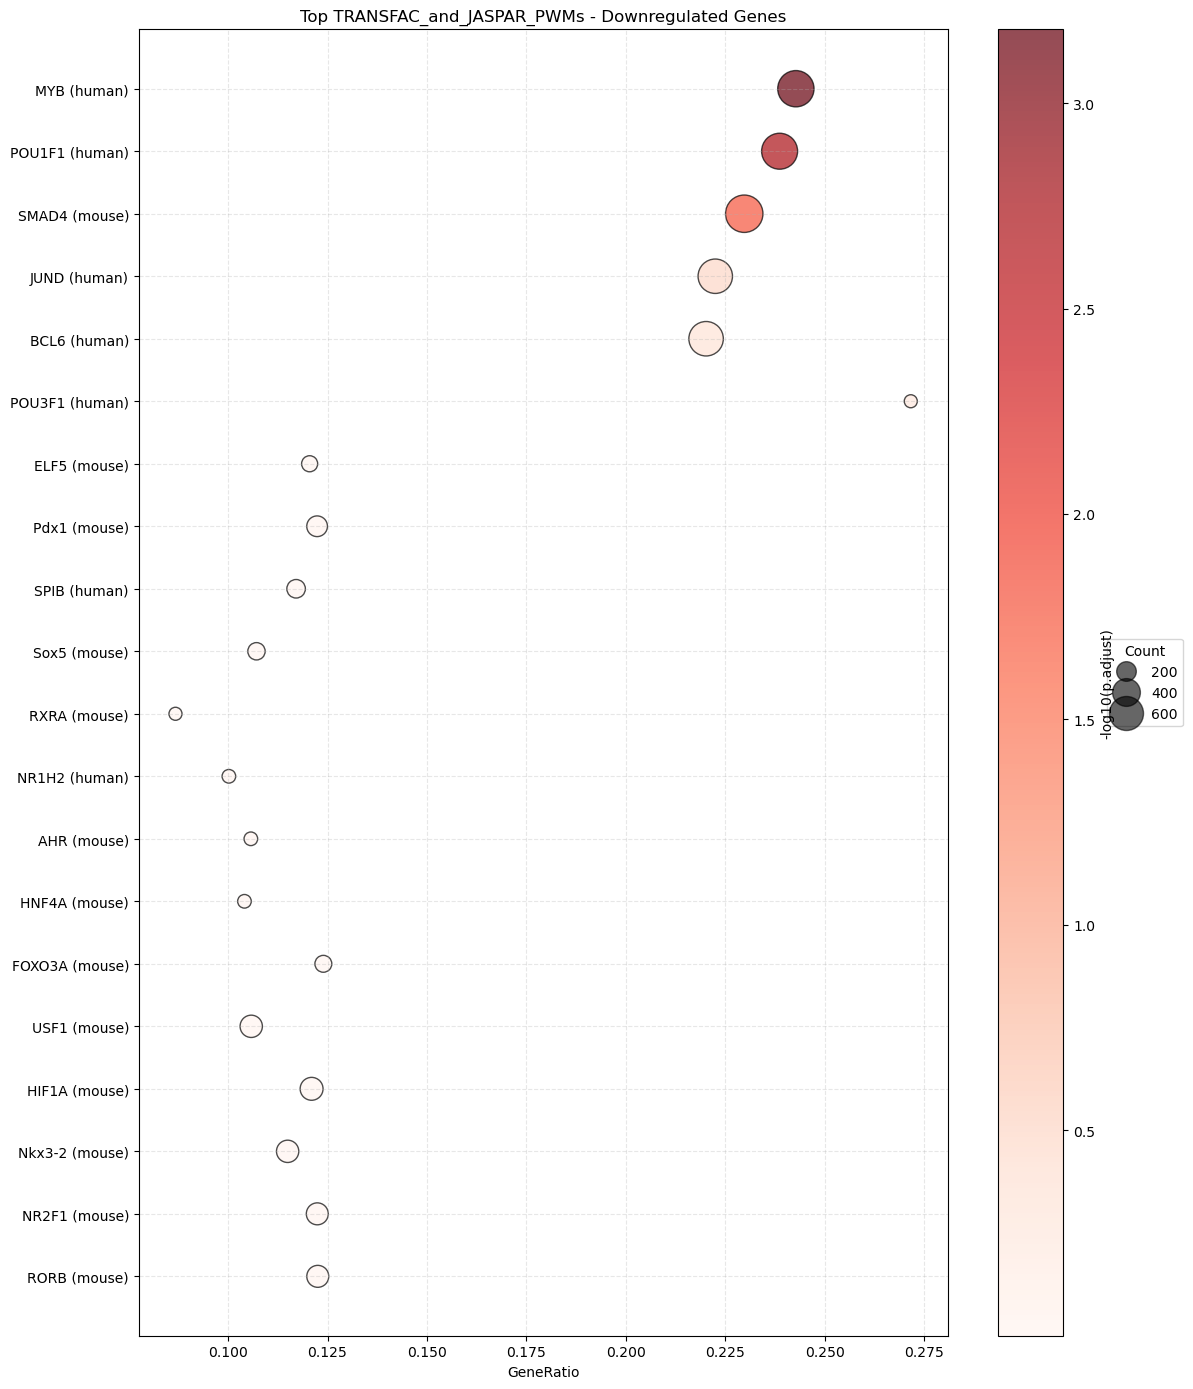 Top TRANSFAC_and_JASPAR_PWMs - Downregulated Genes
MYB (human)
POU1F1 (human)
SMAD4 (mouse)
JUND (human)
BCL6 (human)
POU3F1 (human)
ELF5 (mouse)
Pdx1 (mouse)
SPIB (human)
Sox5 (mouse)
RXRA (mouse)
NR1H2 (human)
AHR (mouse)
HNF4A (mouse)
FOXO3A (mouse)
USF1 (mouse)
HIF1A (mouse)
Nkx3-2 (mouse)
NR2F1 (mouse)
RORB (mouse)
0.100 0.125 0.150 0.175 0.200 0.225 0.250 0.275
GeneRatio
3.0
2.5
2.0
1.5
1.0
0.5
-log10(p.adjust)
Count
200
400
600